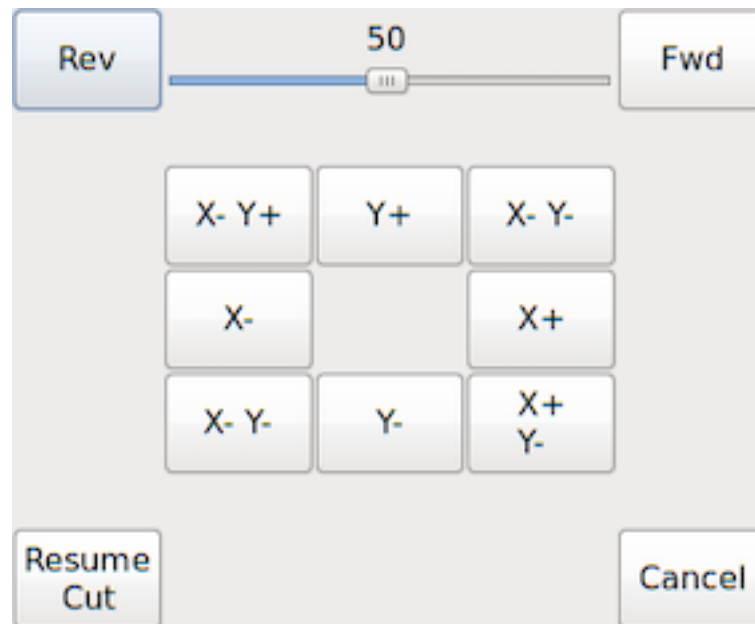 Rev
50
Fwd
X- Y+
Y+
X- Y-
X-
X+
X- Y-
Y-
X+
Y-
Resume
Cut
Cancel